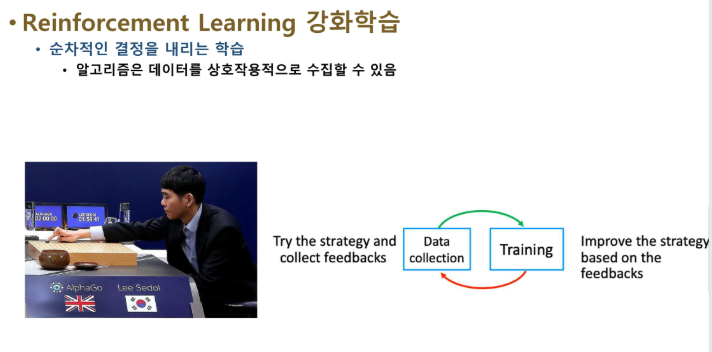 • Reinforcement Learning 강화학습
• 순차적인 결정을 내리는 학습
• 알고리즘은 데이터를 상호작용적으로 수집할 수 있음
ALPHAGO
LEE SEDOL
AlphaGo
Lee Sedol
Try the strategy and
collect feedbacks
Data
collection
Training
Improve the strategy
based on the
feedbacks